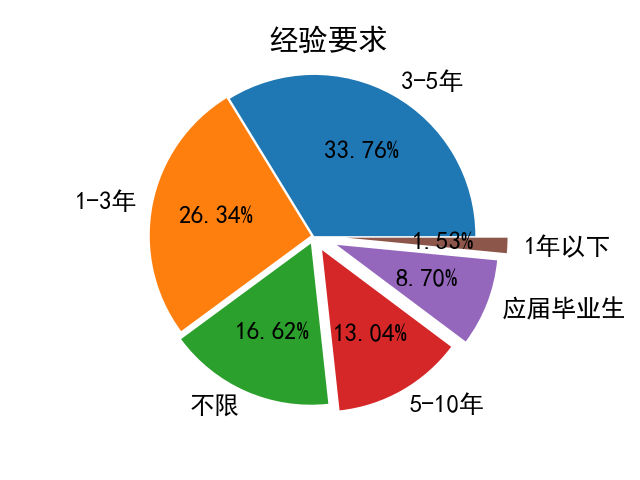 经验要求
3-5年
33.76%
1-3年
26.34%
1.53%
1年以下
8.70%
应届毕业生
16.62%
13.04%
不限
5-10年